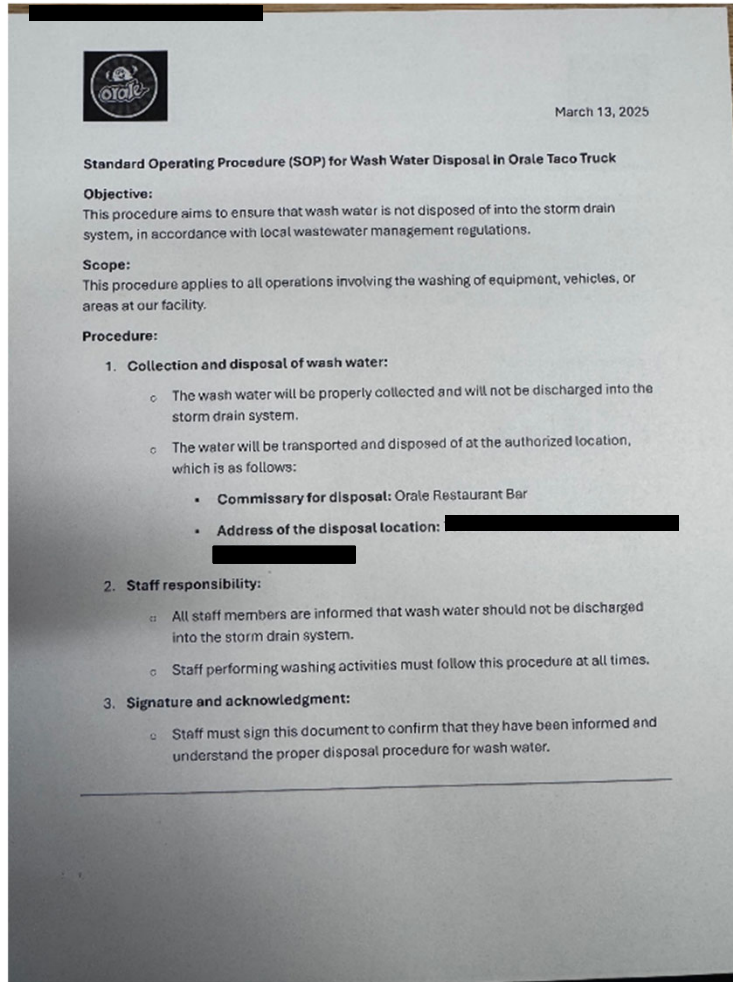 orale
March 13, 2025
Standard Operating Procedure (SOP) for Wash Water Disposal in Orale Taco Truck
Objective:
This procedure aims to ensure that wash water is not disposed of into the storm drain
system, in accordance with local wastewater management regulations.
Scope:
This procedure applies to all operations involving the washing of equipment, vehicles, or
areas at our facility.
Procedure:
1. Collection and disposal of wash water:
○ The wash water will be properly collected and will not be discharged into the
storm drain system.
○ The water will be transported and disposed of at the authorized location,
which is as follows:
▪ Commissary for disposal: Orale Restaurant Bar
▪ Address of the disposal location:
2. Staff responsibility:
○ All staff members are informed that wash water should not be discharged
into the storm drain system.
○ Staff performing washing activities must follow this procedure at all times.
3. Signature and acknowledgment:
○ Staff must sign this document to confirm that they have been informed and
understand the proper disposal procedure for wash water.